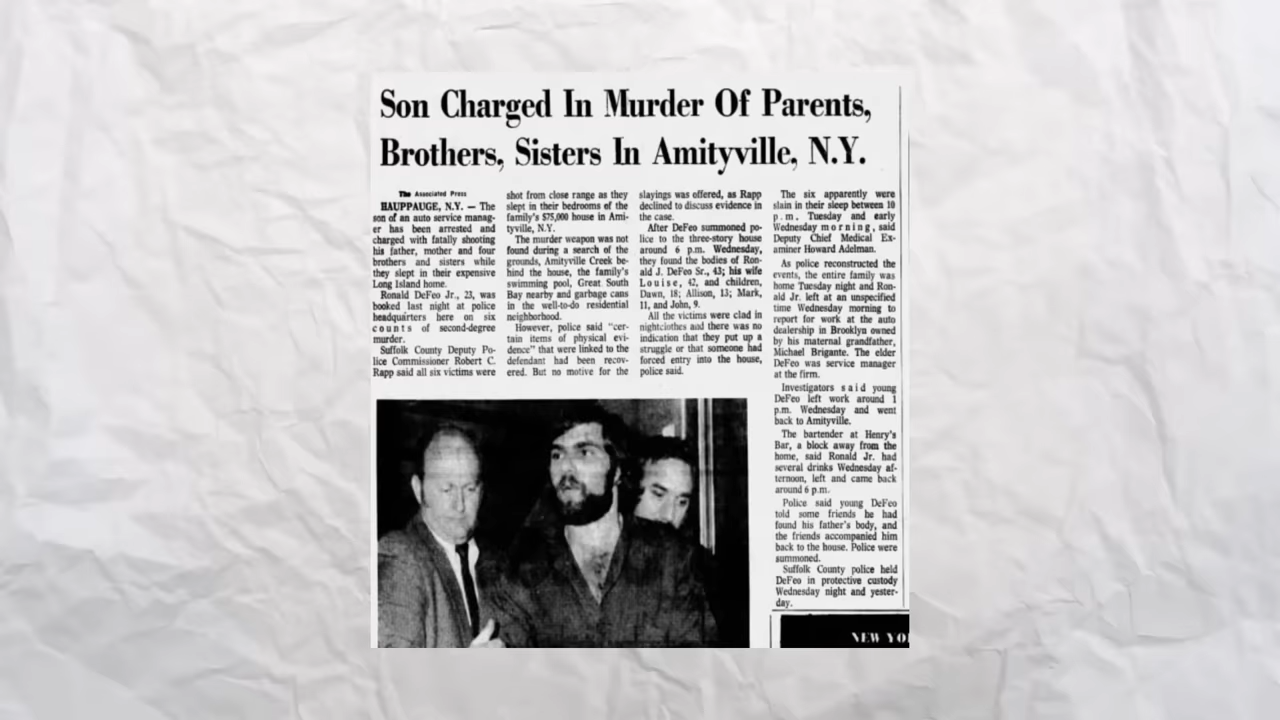 Son Charged In Murder Of Parents,
Brothers, Sisters In Amityville, N.Y.
The Associated Press
HAUPPAUGE, N.Y. — The
son of an auto service manag-
er has been arrested and
charged with fatally shooting
his father, mother and four
brothers and sisters while
they slept in their expensive
Long Island home.
Ronald DeFeo Jr., 23, was
booked last night at police
headquarters here on six
counts of second-degree
murder.
Suffolk County Deputy Po-
lice Commissioner Robert C.
Rapp said all six victims were
shot from close range as they
slept in their bedrooms of the
family's $75,000 house in Ami-
tyville, N.Y.
The murder weapon was not
found during a search of the
grounds, Amityville Creek be-
hind the house, the family's
swimming pool, Great South
Bay nearby and garbage cans
in the well-to-do residential
neighborhood.
However, police said "cer-
tain items of physical evi-
dence" that were linked to the
defendant had been recov-
ered. But no motive for the
slayings was offered, as Rapp
declined to discuss evidence in
the case.
After DeFeo summoned po-
lice to the three-story house
around 6 p.m. Wednesday,
they found the bodies of Ron-
ald J. DeFeo Sr., 43; his wife
Louise, 42, and children,
Dawn, 18; Allison, 13; Mark,
11, and John, 9.
All the victims were clad in
nightclothes and there was no
indication that they put up a
struggle or that someone had
forced entry into the house,
police said.
The six apparently were
slain in their sleep between 10
p.m. Tuesday and early
Wednesday morning, said
Deputy Chief Medical Ex-
aminer Howard Adelman.
As police reconstructed the
events, the entire family was
home Tuesday night and Ron-
ald Jr. left at an unspecified
time Wednesday morning to
report for work at the auto
dealership in Brooklyn owned
by his maternal grandfather,
Michael Brigante. The elder
DeFeo was service manager
at the firm.
Investigators said young
DeFeo left work around 1
p.m. Wednesday and went
back to Amityville.
The bartender at Henry's
Bar, a block away from the
home, said Ronald Jr. had
several drinks Wednesday af-
ternoon, left and came back
around 6 p.m.
Police said young DeFeo
told some friends he had
found his father's body, and
the friends accompanied him
back to the house. Police were
summoned.
Suffolk County police held
DeFeo in protective custody
Wednesday night and yester-
day.
NEW YO